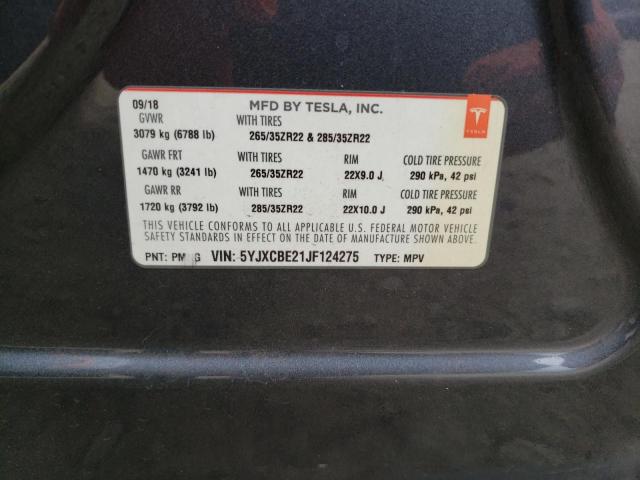 09/18 MFD BY TESLA, INC.
GVWR WITH TIRES
3079 kg (6788 lb) 265/35ZR22 & 285/35ZR22
GAWR FRT WITH TIRES RIM COLD TIRE PRESSURE
1470 kg (3241 lb) 265/35ZR22 22X9.0 J 290 kPa, 42 psi
GAWR RR WITH TIRES RIM COLD TIRE PRESSURE
1720 kg (3792 lb) 285/35ZR22 22X10.0 J 290 kPa, 42 psi
THIS VEHICLE CONFORMS TO ALL APPLICABLE U.S. FEDERAL MOTOR VEHICLE
SAFETY STANDARDS IN EFFECT ON THE DATE OF MANUFACTURE SHOWN ABOVE.
PNT: VIN: 5YJXCBE21JF124275 TYPE: MPV
TESLA